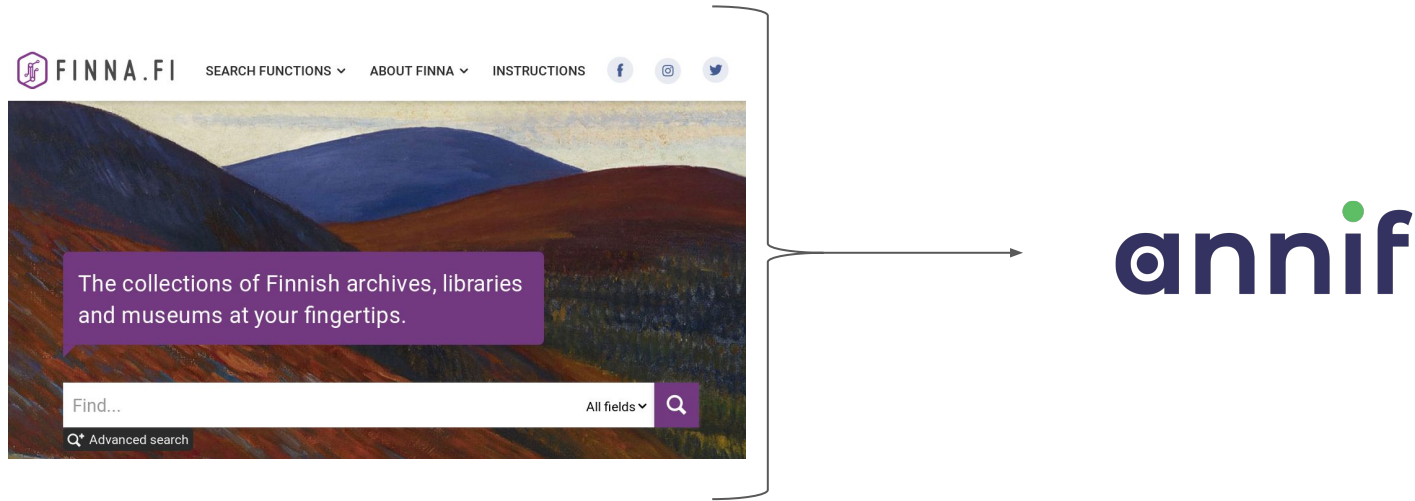 FINNA.FI
SEARCH FUNCTIONS ABOUT FINNA INSTRUCTIONS
The collections of Finnish archives, libraries
and museums at your fingertips.
Find...
All fields
Advanced search
annif